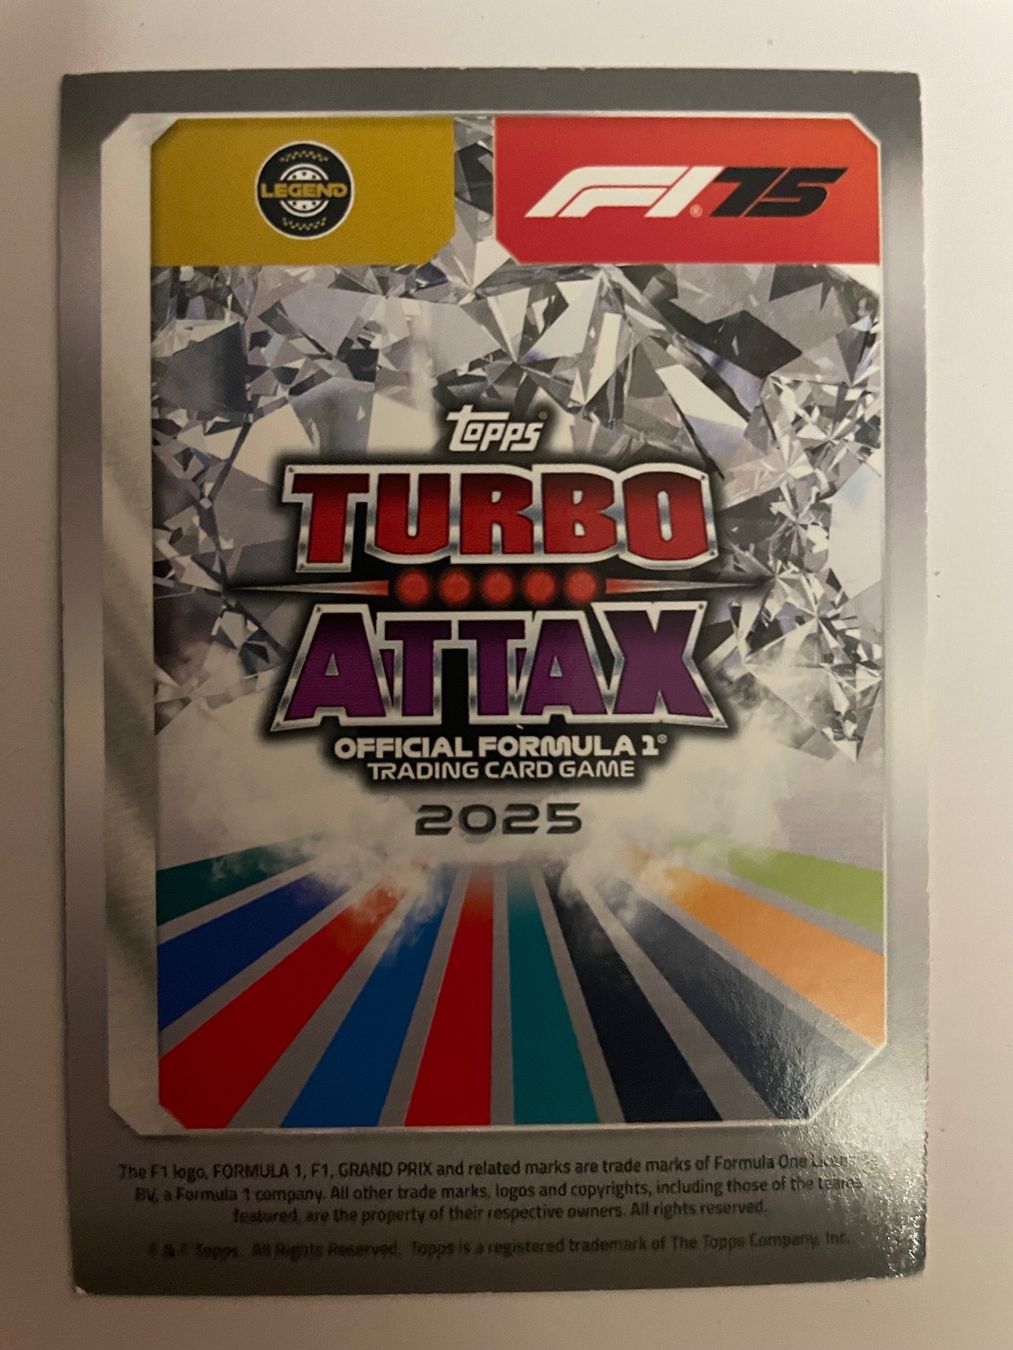 LEGEND
F1® 75
topps®
TURBO
ATTAX
OFFICIAL FORMULA 1®
TRADING CARD GAME
2025
The F1 logo, FORMULA 1, F1, GRAND PRIX and related marks are trade marks of Formula One
BV, a Formula 1 company. All other trade marks, logos and copyrights, including those of the teams
featured, are the property of their respective owners. All rights reserved.
® & © Topps. All Rights Reserved. Topps is a registered trademark of The Topps Company, Inc.